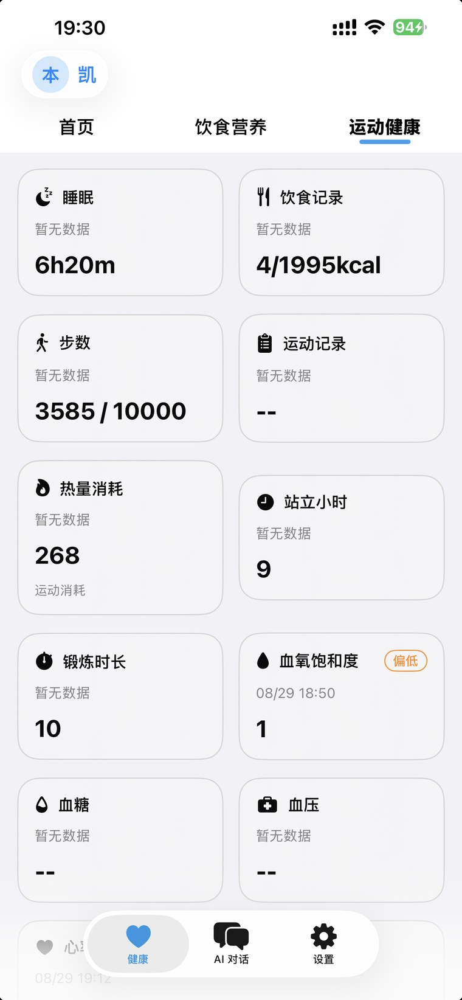 19:30
94
本 凯
首页 饮食营养 运动健康
睡眠
暂无数据
6h20m
饮食记录
暂无数据
4/1995kcal
步数
暂无数据
3585 / 10000
运动记录
暂无数据
--
热量消耗
暂无数据
268
运动消耗
站立小时
暂无数据
9
锻炼时长
暂无数据
10
血氧饱和度 偏低
08/29 18:50
1
血糖
暂无数据
--
血压
暂无数据
--
心
08/29 19:12
健康 AI 对话 设置